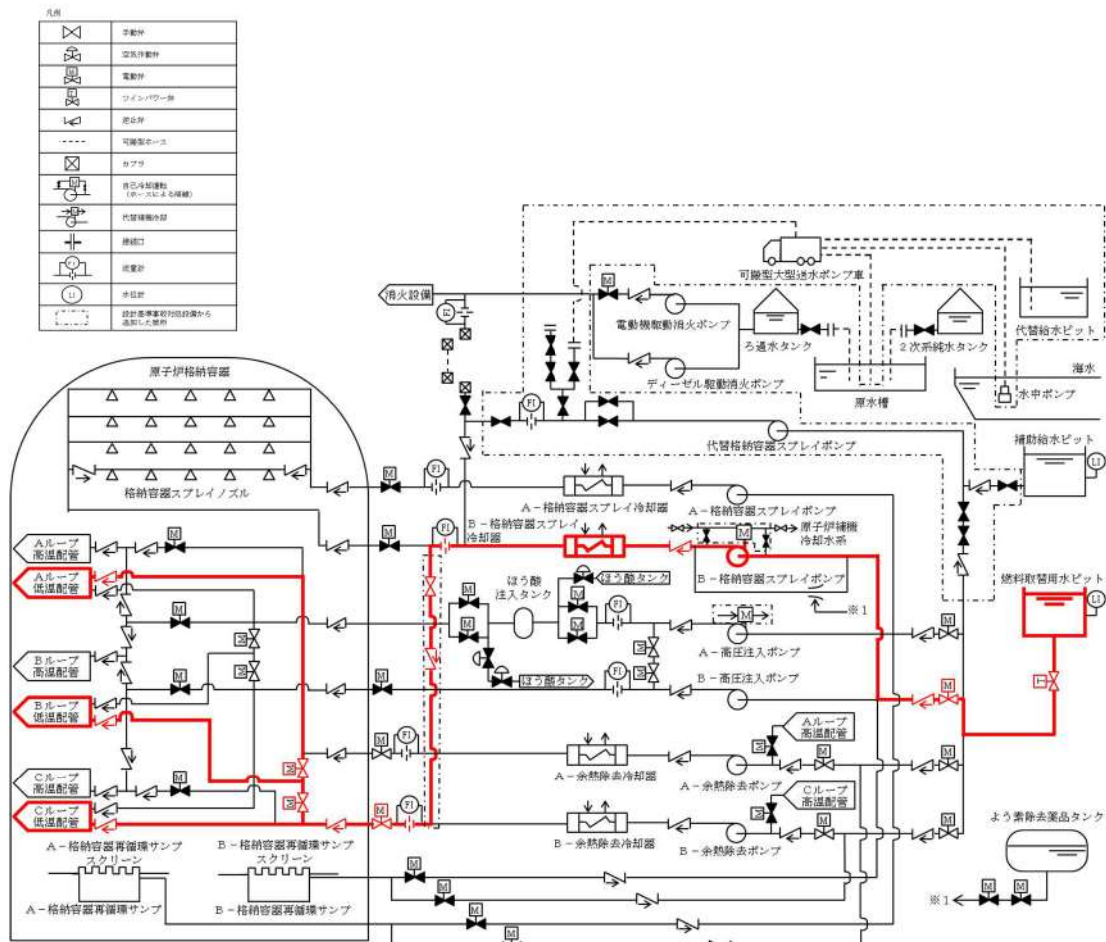 凡例
手動弁
空気作動弁
M
電動弁
T
ツインパワー弁
逆止弁
可搬型ホース
カプラ
M
自己冷却運転
(ホースによる接続)
M
代替補機冷却
接続口
FI
流量計
LI
水位計
設計基準事故対処設備から
追加した箇所
可搬型大型送水ポンプ車
消火設備
FI
M
電動機駆動消火ポンプ
ろ過水タンク
2次系純水タンク
代替給水ピット
ディーゼル駆動消火ポンプ
原水槽
海水
水中ポンプ
原子炉格納容器
格納容器スプレイノズル
FI
代替格納容器スプレイポンプ
補助給水ピット
LI
M
FI
A-格納容器スプレイ冷却器
A-格納容器スプレイポンプ
M
FI
B-格納容器スプレイ
冷却器
M
原子炉補機
冷却水系
B-格納容器スプレイポンプ
※1
燃料取替用水ピット
LI
T
Aループ
高温配管
M
Aループ
低温配管
M
M
M
ほう酸
注入タンク
ほう酸タンク
M
M
FI
M
M
A-高圧注入ポンプ
M
Bループ
高温配管
M
M
M
ほう酸タンク
FI
M
B-高圧注入ポンプ
M
Bループ
低温配管
M
M
FI
A-余熱除去冷却器
A-余熱除去ポンプ
M
Aループ
高温配管
M
M
Cループ
高温配管
M
M
Cループ
低温配管
M
FI
B-余熱除去冷却器
B-余熱除去ポンプ
M
Cループ
高温配管
M
M
よう素除去薬品タンク
A-格納容器再循環サンプ
スクリーン
B-格納容器再循環サンプ
スクリーン
A-格納容器再循環サンプ
B-格納容器再循環サンプ
M
M
M
M
※1
M
M